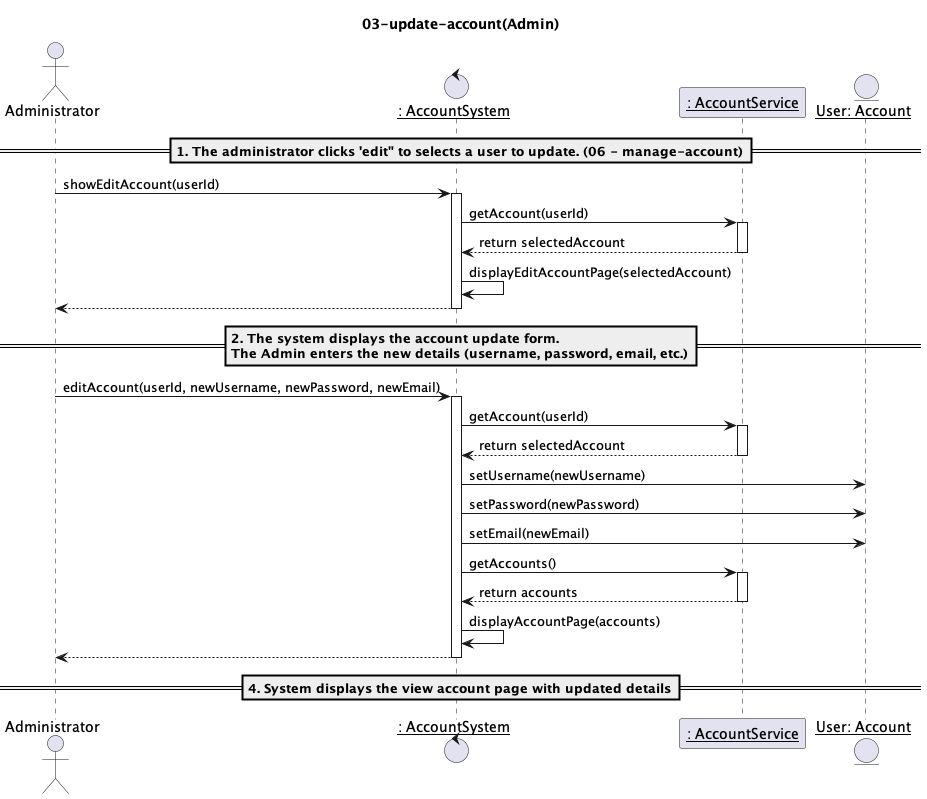 03-update-account(Admin)
Administrator
: AccountSystem
: AccountService
User: Account
1. The administrator clicks 'edit" to selects a user to update. (06 - manage-account)
showEditAccount(userId)
getAccount(userId)
return selectedAccount
displayEditAccountPage(selectedAccount)
2. The system displays the account update form.
The Admin enters the new details (username, password, email, etc.)
editAccount(userId, newUsername, newPassword, newEmail)
getAccount(userId)
return selectedAccount
setUsername(newUsername)
setPassword(newPassword)
setEmail(newEmail)
getAccounts()
return accounts
displayAccountPage(accounts)
4. System displays the view account page with updated details
Administrator
: AccountSystem
: AccountService
User: Account